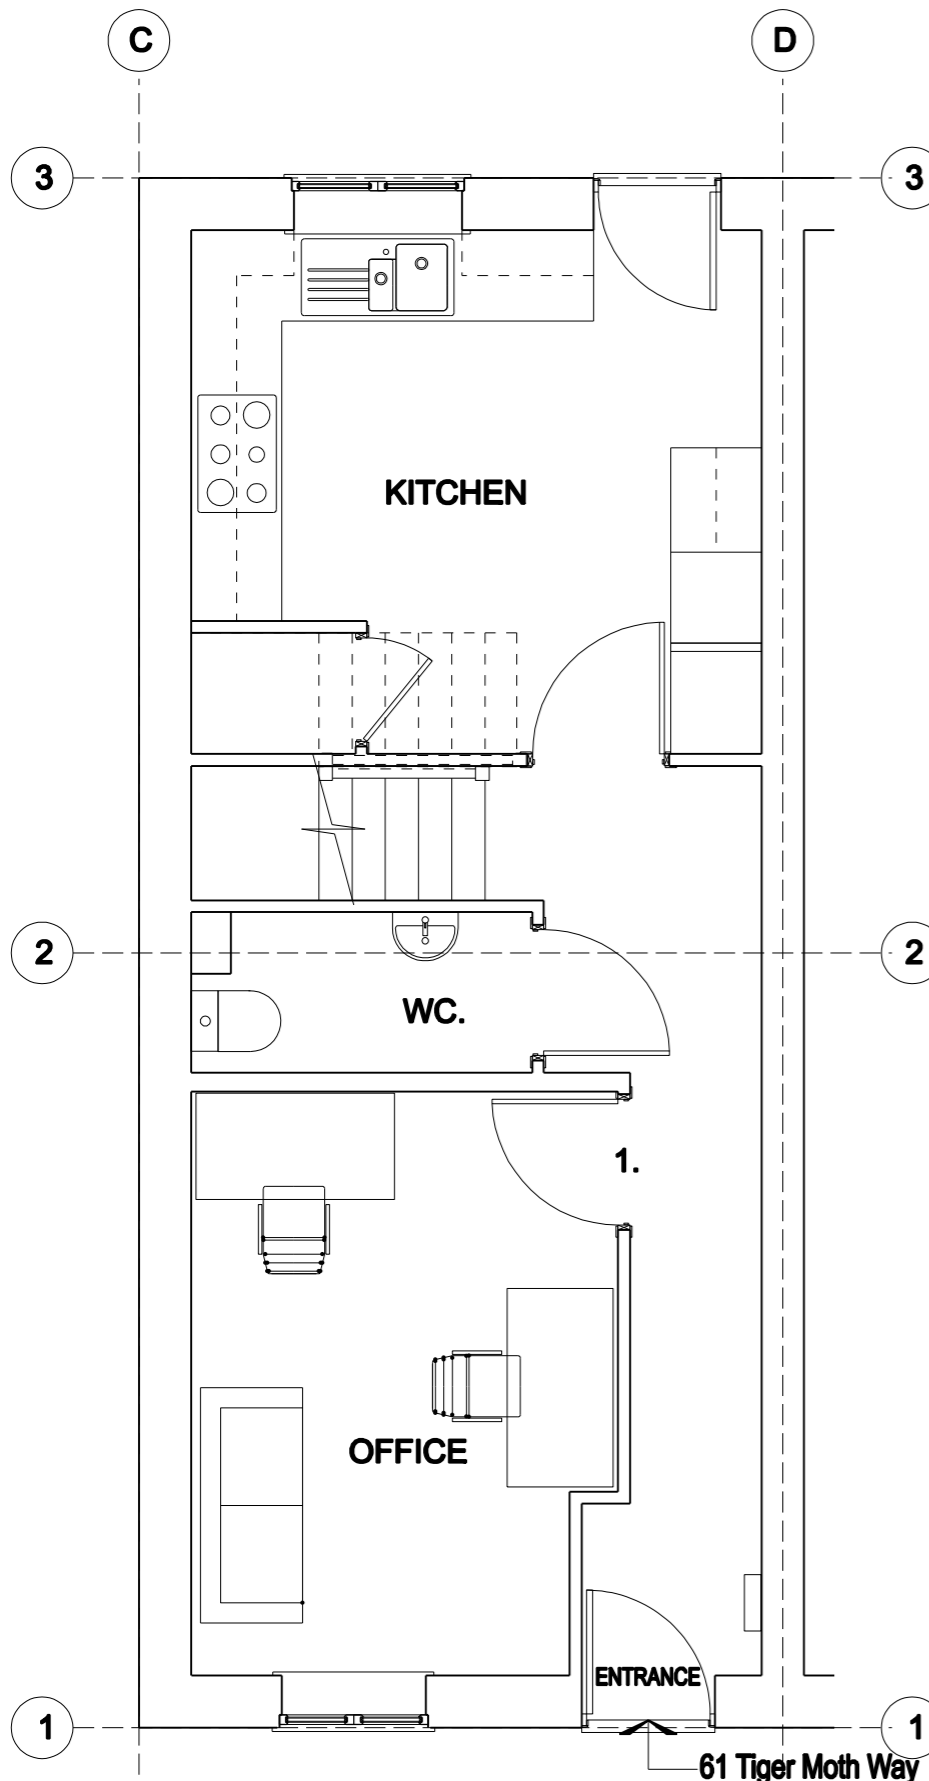 C D
3 3
KITCHEN
2 2
WC.
1.
OFFICE
ENTRANCE
1 1
61 Tiger Moth Way